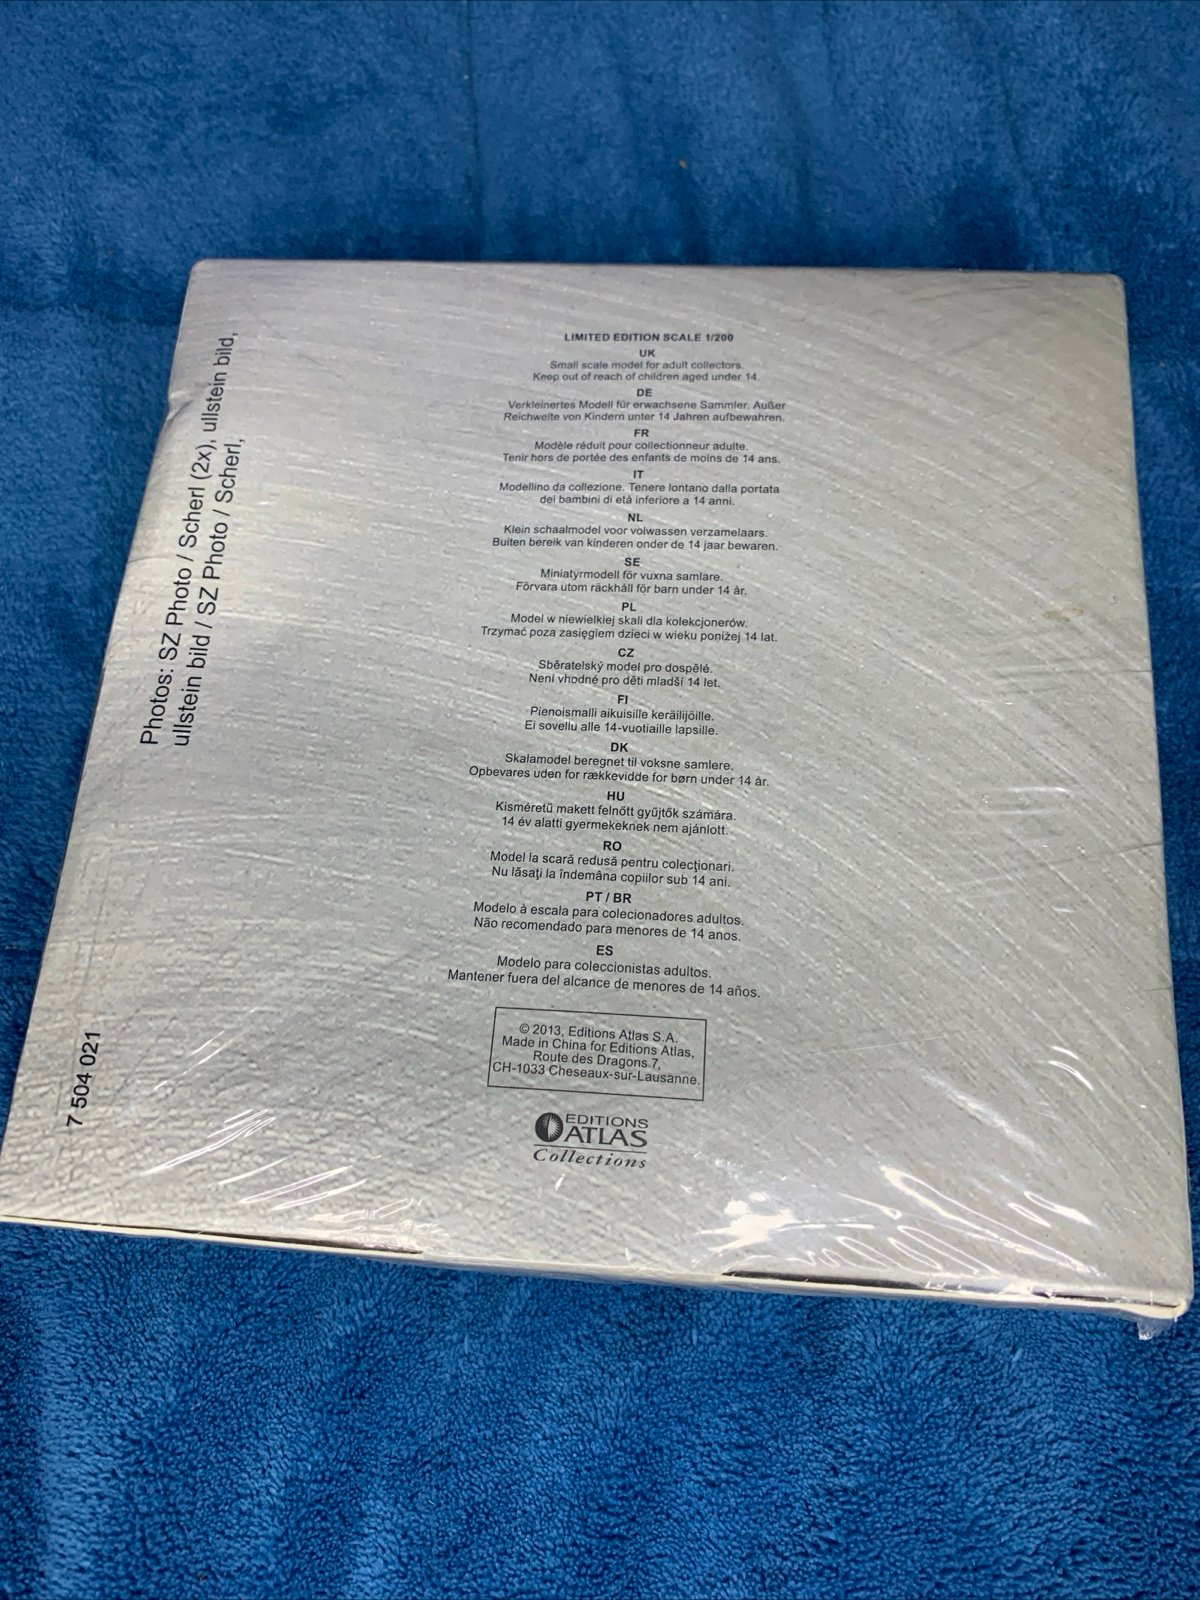 LIMITED EDITION SCALE 1/200
UK
Small scale model for adult collectors.
Keep out of reach of children aged under 14.
DE
Verkleinertes Modell für erwachsene Sammler. Außer
Reichweite von Kindern unter 14 Jahren aufbewahren.
FR
Modèle réduit pour collectionneur adulte.
Tenir hors de portée des enfants de moins de 14 ans.
IT
Modellino da collezione. Tenere lontano dalla portata
dei bambini di età inferiore a 14 anni.
NL
Klein schaalmodel voor volwassen verzamelaars.
Buiten bereik van kinderen onder de 14 jaar bewaren.
SE
Miniatyrmodell för vuxna samlare.
Förvara utom räckhåll för barn under 14 år.
PL
Model w niewielkiej skali dla kolekcjonerów.
Trzymać poza zasięgiem dzieci w wieku poniżej 14 lat.
CZ
Sběratelský model pro dospělé.
Není vhodné pro děti mladší 14 let.
FI
Pienoismalli aikuisille keräilijöille.
Ei sovellu alle 14-vuotiaille lapsille.
DK
Skalamodel beregnet til voksne samlere.
Opbevares uden for rækkevidde for børn under 14 år.
HU
Kisméretű makett felnőtt gyűjtők számára.
14 év alatti gyermekeknek nem ajánlott.
RO
Model la scară redusă pentru colecţionari.
Nu lăsaţi la îndemâna copiilor sub 14 ani.
PT / BR
Modelo à escala para colecionadores adultos.
Não recomendado para menores de 14 anos.
ES
Modelo para coleccionistas adultos.
Mantener fuera del alcance de menores de 14 años.
© 2013, Editions Atlas S.A.
Made in China for Editions Atlas,
Route des Dragons 7,
CH-1033 Cheseaux-sur-Lausanne.
EDITIONS
ATLAS
Collections
Photos: SZ Photo / Scherl (2x), ullstein bild,
ullstein bild / SZ Photo / Scherl,
7 504 021